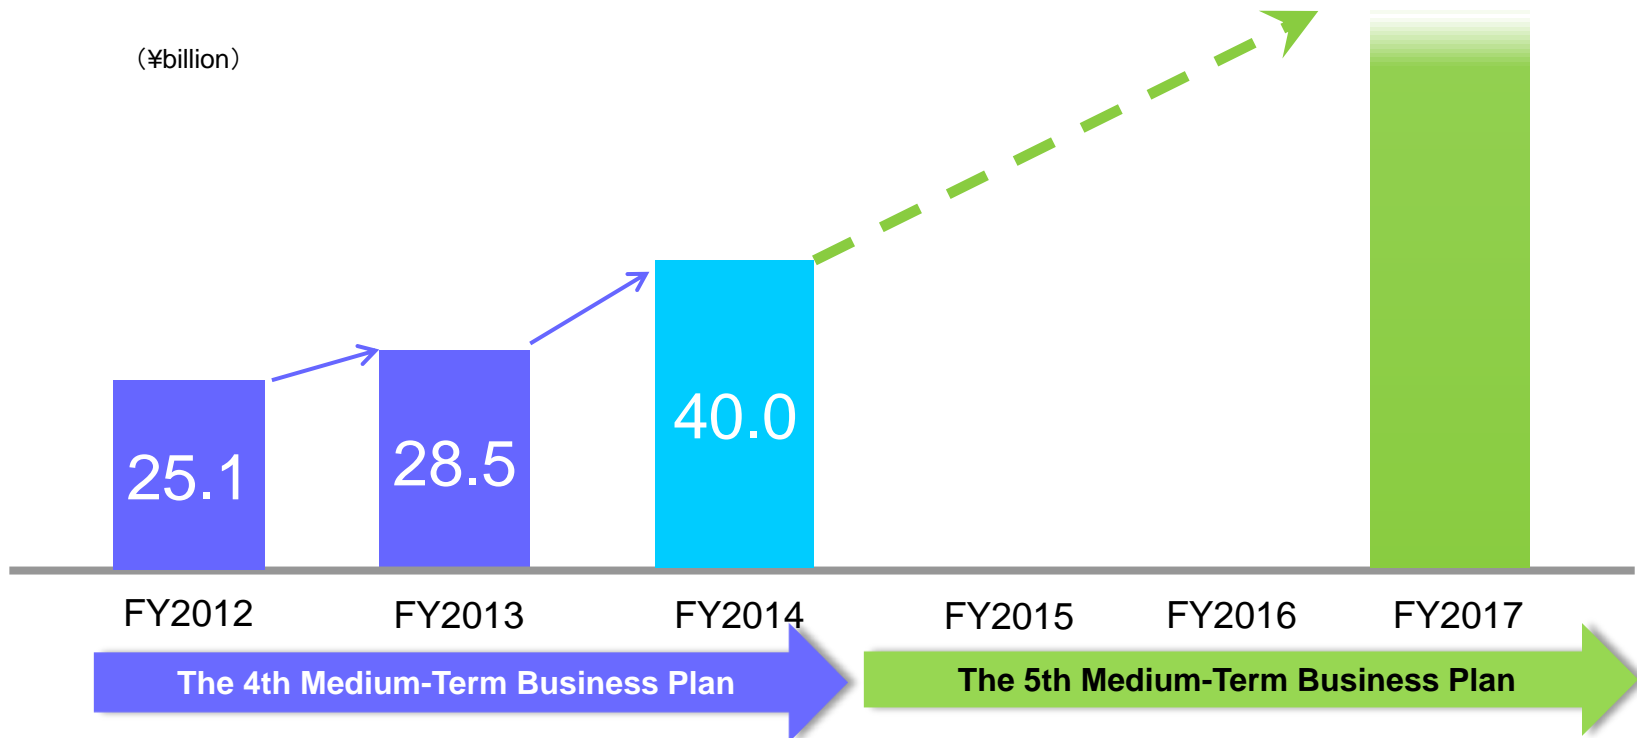 （¥billion）
25.1
28.5
40.0
FY2012
FY2013
FY2014
FY2015
FY2016
FY2017
The 4th Medium-Term Business Plan
The 5th Medium-Term Business Plan